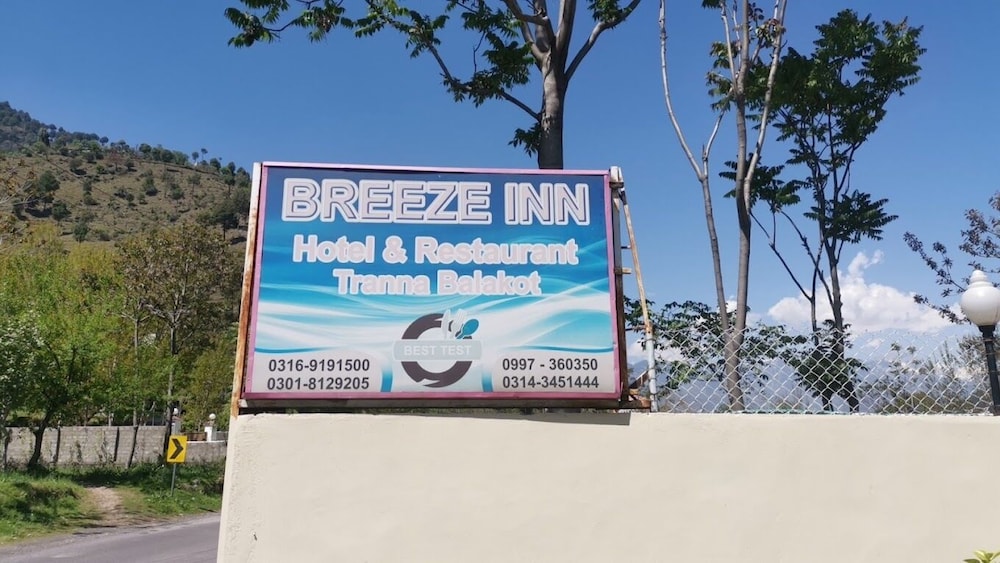 BREEZE INN
Hotel & Restaurant
Tranna Balakot
BEST TEST
0316-9191500
0301-8129205
0997 - 360350
0314-3451444